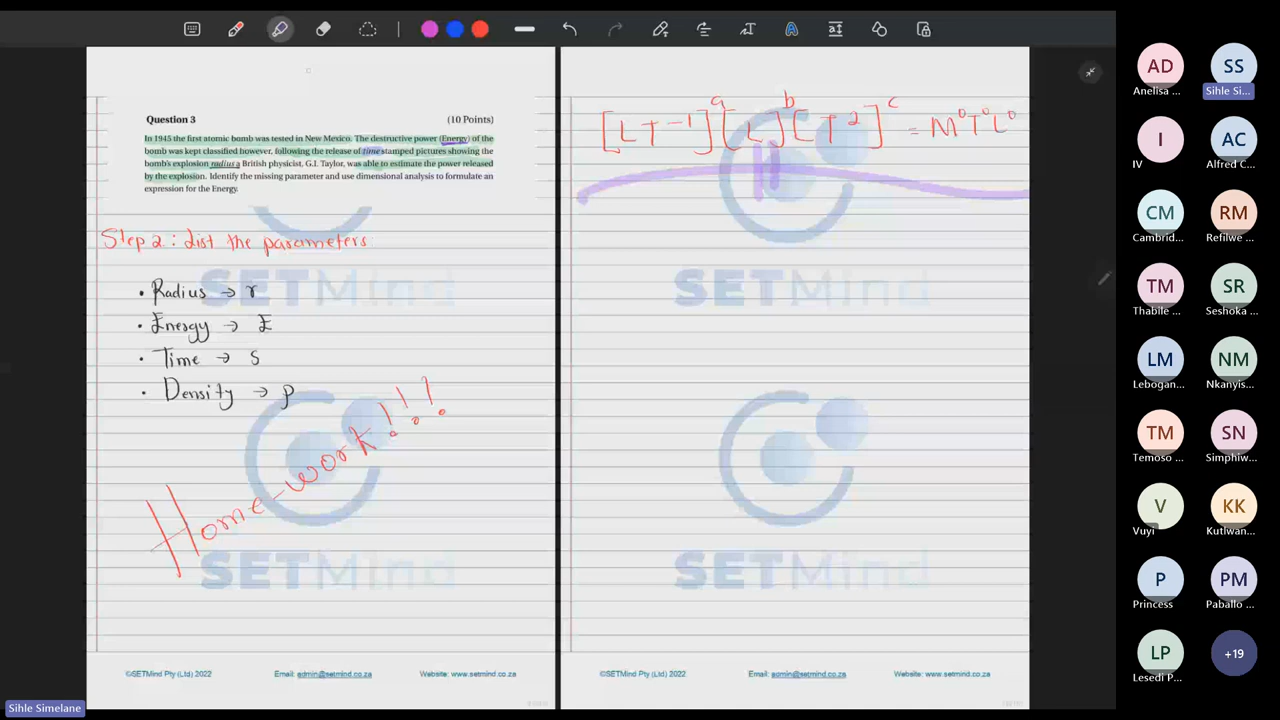 Question 3 (10 Points)
In 1945 the first atomic bomb was tested in New Mexico. The destructive power (Energy) of the
bomb was kept classified however, following the release of time stamped pictures showing the
bomb's explosion radius a British physicist, G.I. Taylor, was able to estimate the power released
by the explosion. Identify the missing parameter and use dimensional analysis to formulate an
expression for the Energy.
Step 2: List the parameters
• Radius → r
• Energy → E
• Time → s
• Density → ρ
Home-work!!!
SETMind
SETMind
©SETMind Pty (Ltd) 2022 Email: admin@setmind.co.za Website: www.setmind.co.za
[LT⁻¹]ᵃ [L]ᵇ [T²]ᶜ = M⁰T⁰L⁰
SETMind
SETMind
©SETMind Pty (Ltd) 2022 Email: admin@setmind.co.za Website: www.setmind.co.za
AD SS
Anelisa ... Sihle Si...
I AC
IV Alfred C...
CM RM
Cambrid... Refilwe ...
TM SR
Thabile ... Seshoka ...
LM NM
Lebogan... Nkanyis...
TM SN
Temoso ... Simphiw...
V KK
Vuyi Kutlwan...
P PM
Princess Paballo ...
LP +19
Lesedi P...
Sihle Simelane